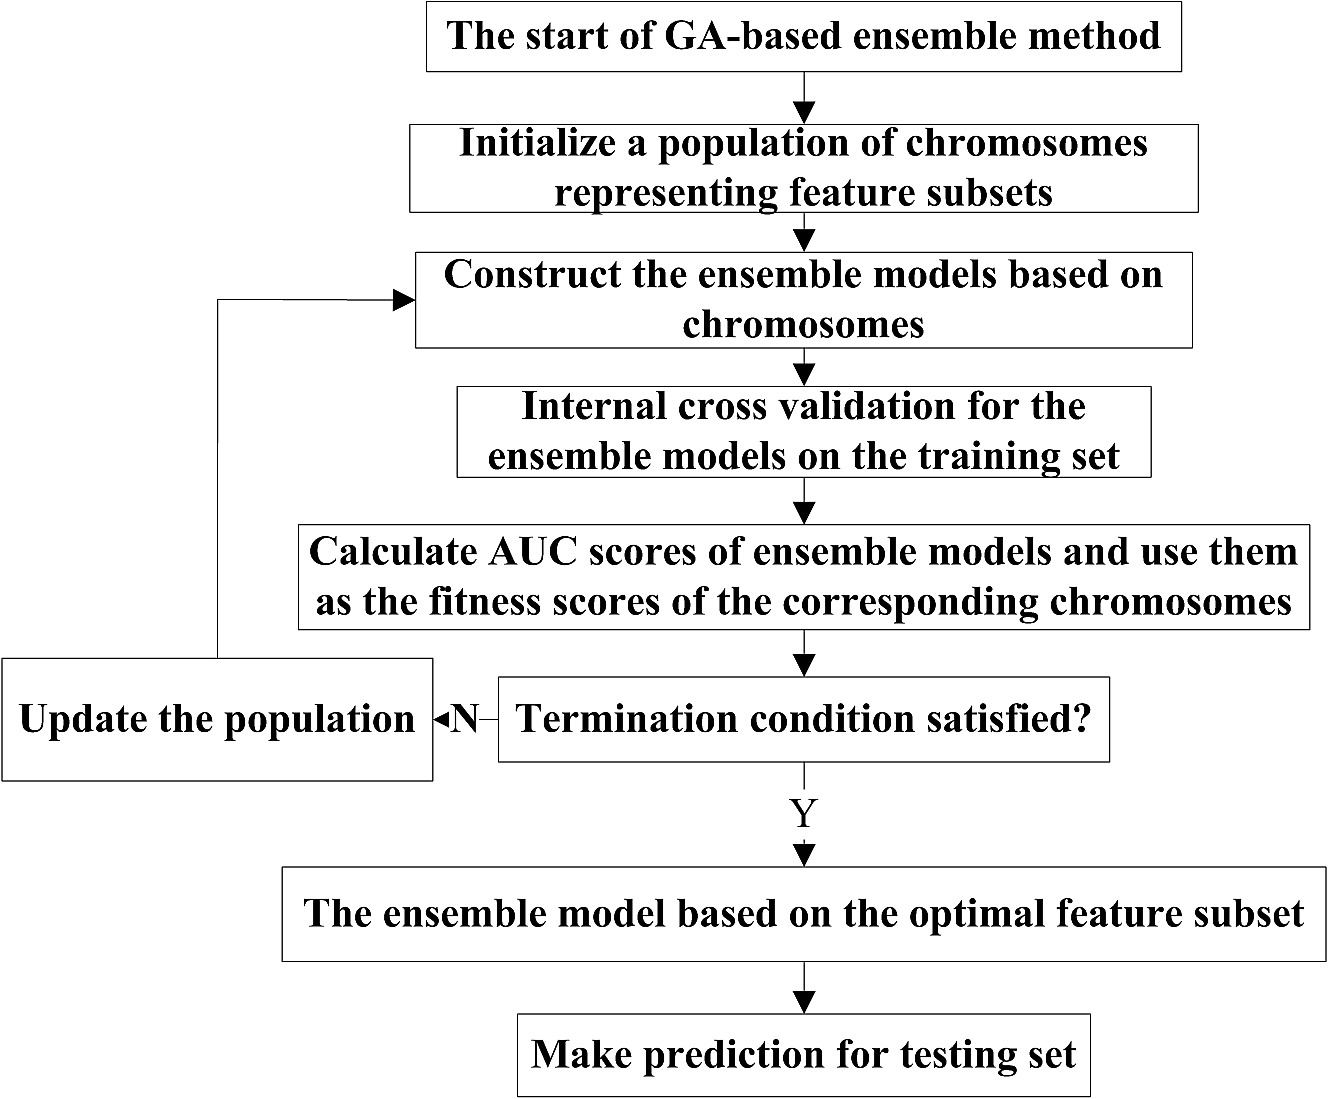 The start of GA-based ensemble method
Initialize a population of chromosomes
representing feature subsets
Construct the ensemble models based on
chromosomes
Internal cross validation for the
ensemble models on the training set
Calculate AUC scores of ensemble models and use them
as the fitness scores of the corresponding chromosomes
Update the population
N
Termination condition satisfied?
Y
The ensemble model based on the optimal feature subset
Make prediction for testing set